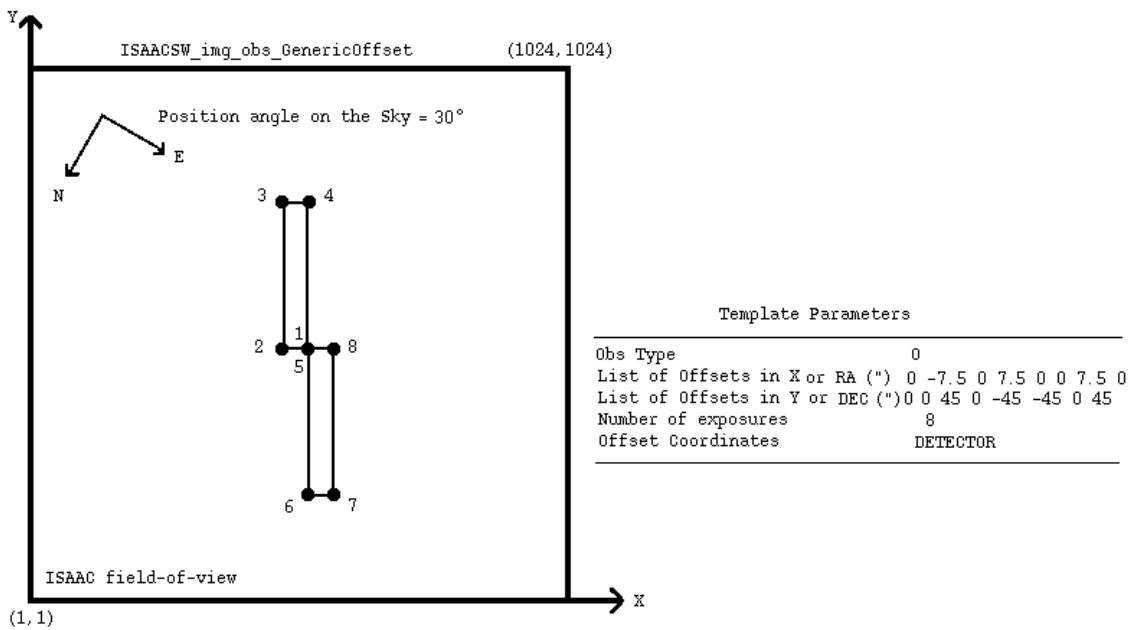 Y
ISAACSW_img_obs_GenericOffset
(1024,1024)
Position angle on the Sky = 30°
E
N
3
4
2
1
5
8
6
7
ISAAC field-of-view
(1,1)
X
Template Parameters
Obs Type 0
List of Offsets in X or RA (") 0 -7.5 0 7.5 0 0 7.5 0
List of Offsets in Y or DEC (")0 0 45 0 -45 -45 0 45
Number of exposures 8
Offset Coordinates DETECTOR